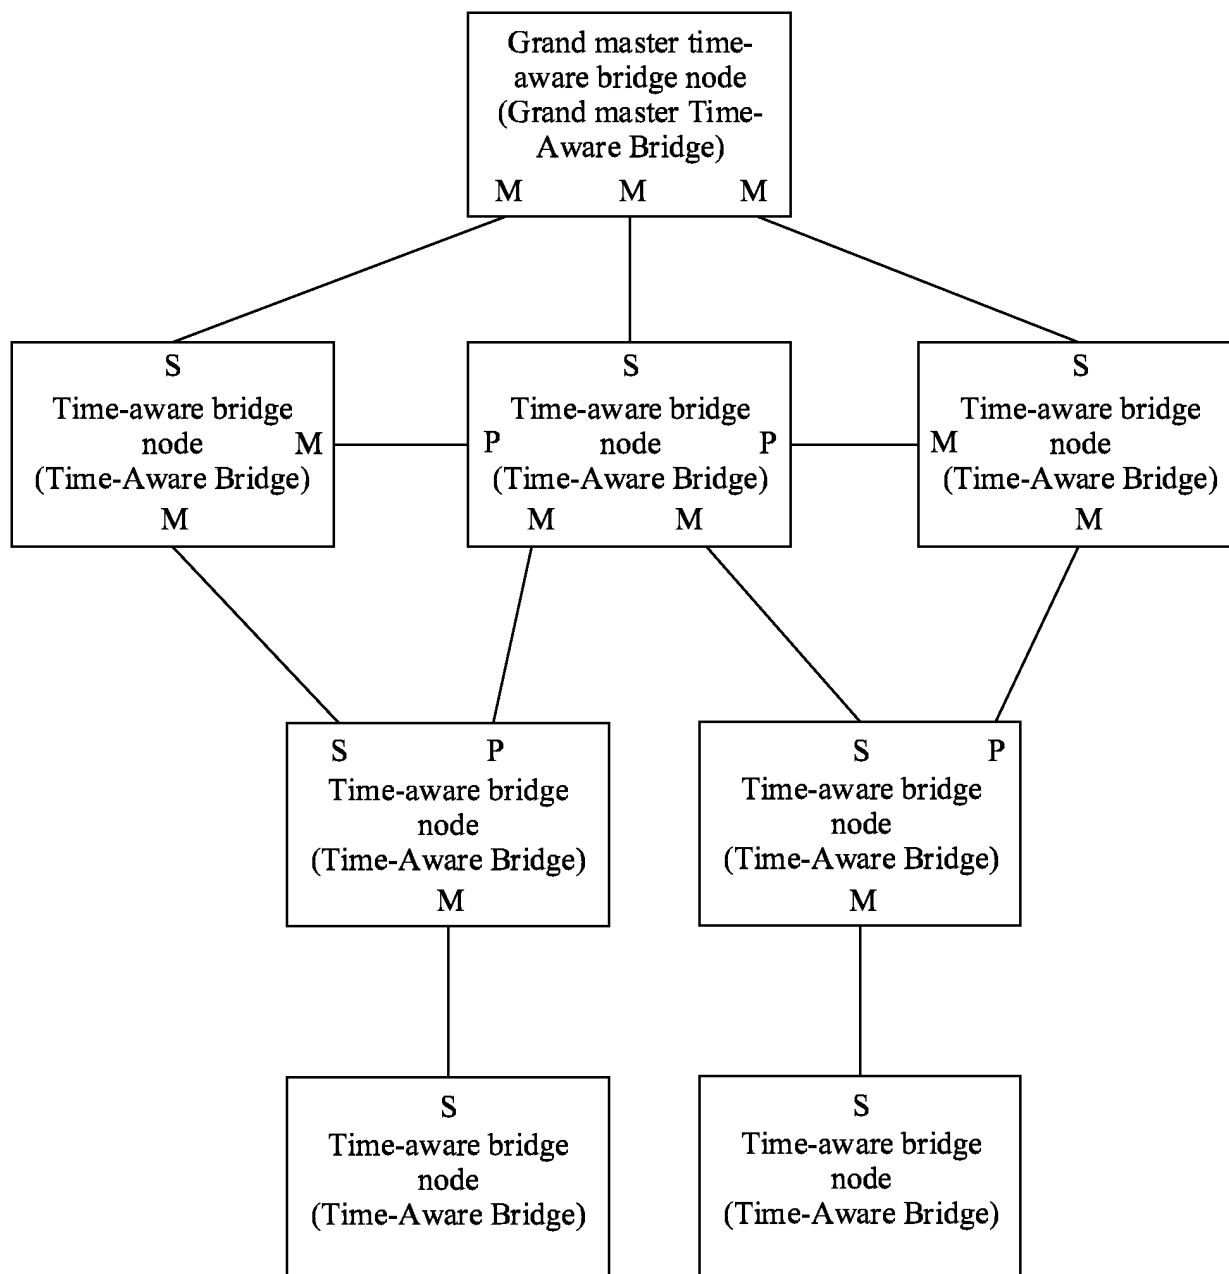 Grand master time-
aware bridge node
(Grand master Time-
Aware Bridge)
M M M
S
Time-aware bridge
node
M
(Time-Aware Bridge)
M
S
Time-aware bridge
P node P
(Time-Aware Bridge)
M M
S
Time-aware bridge
M node
(Time-Aware Bridge)
M
S P
Time-aware bridge
node
(Time-Aware Bridge)
M
S P
Time-aware bridge
node
(Time-Aware Bridge)
M
S
Time-aware bridge
node
(Time-Aware Bridge)
S
Time-aware bridge
node
(Time-Aware Bridge)